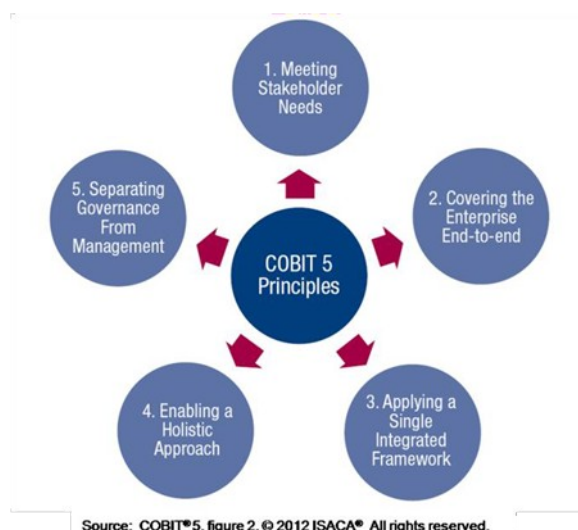 1. Meeting
Stakeholder
Needs
5. Separating
Governance
From
Management
2. Covering the
Enterprise
End-to-end
COBIT 5
Principles
4. Enabling a
Holistic
Approach
3. Applying a
Single
Integrated
Framework
Source: COBIT® 5, figure 2. © 2012 ISACA® All rights reserved.